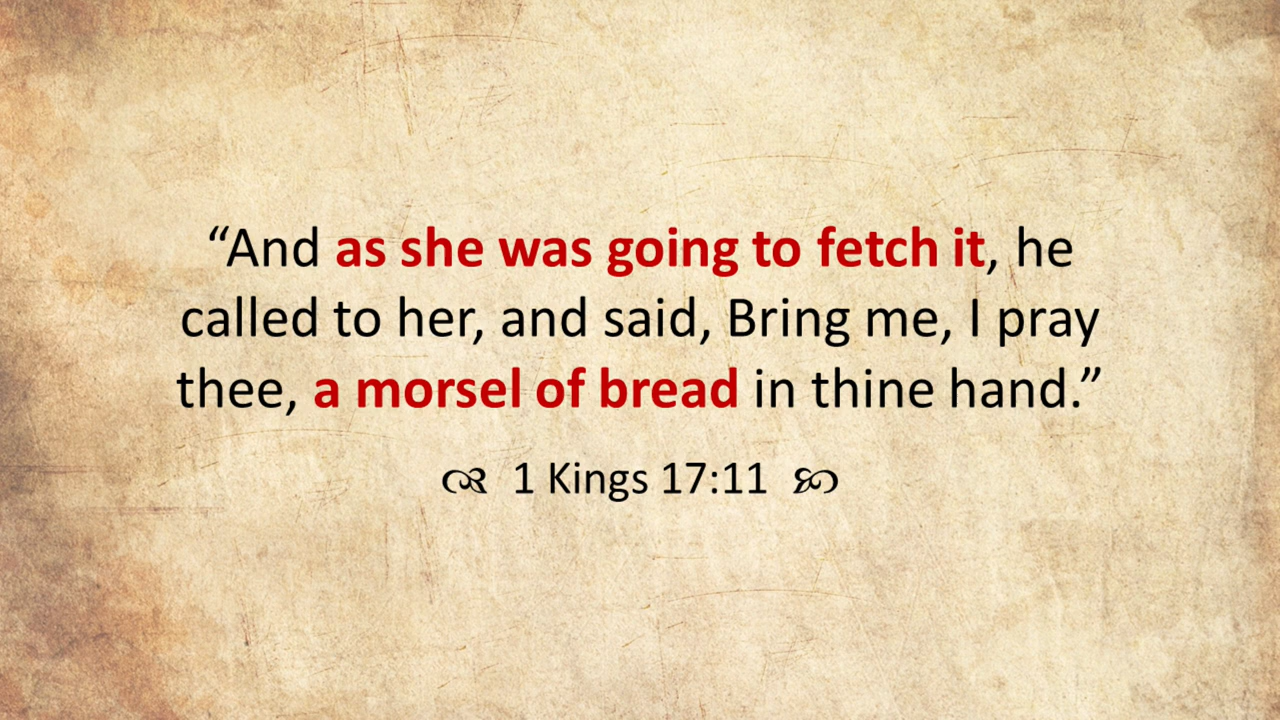 “And as she was going to fetch it, he
called to her, and said, Bring me, I pray
thee, a morsel of bread in thine hand.”
1 Kings 17:11